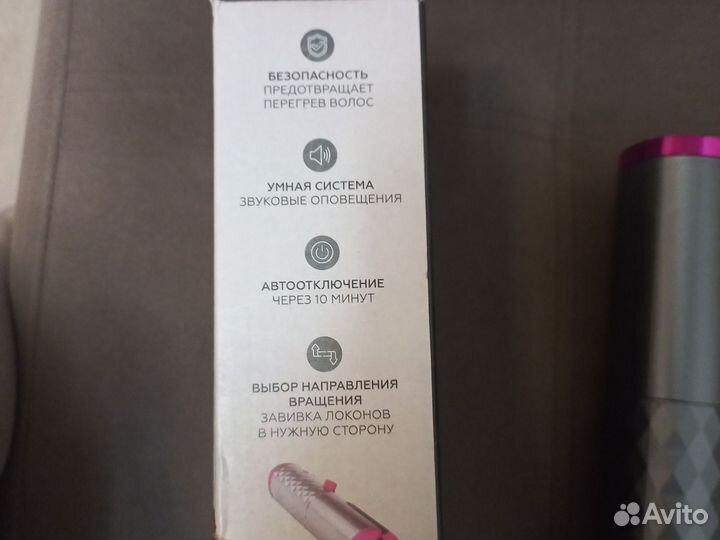 БЕЗОПАСНОСТЬ
ПРЕДОТВРАЩАЕТ
ПЕРЕГРЕВ ВОЛОС
УМНАЯ СИСТЕМА
ЗВУКОВЫЕ ОПОВЕЩЕНИЯ
АВТООТКЛЮЧЕНИЕ
ЧЕРЕЗ 10 МИНУТ
ВЫБОР НАПРАВЛЕНИЯ
ВРАЩЕНИЯ
ЗАВИВКА ЛОКОНОВ
В НУЖНУЮ СТОРОНУ
Avito